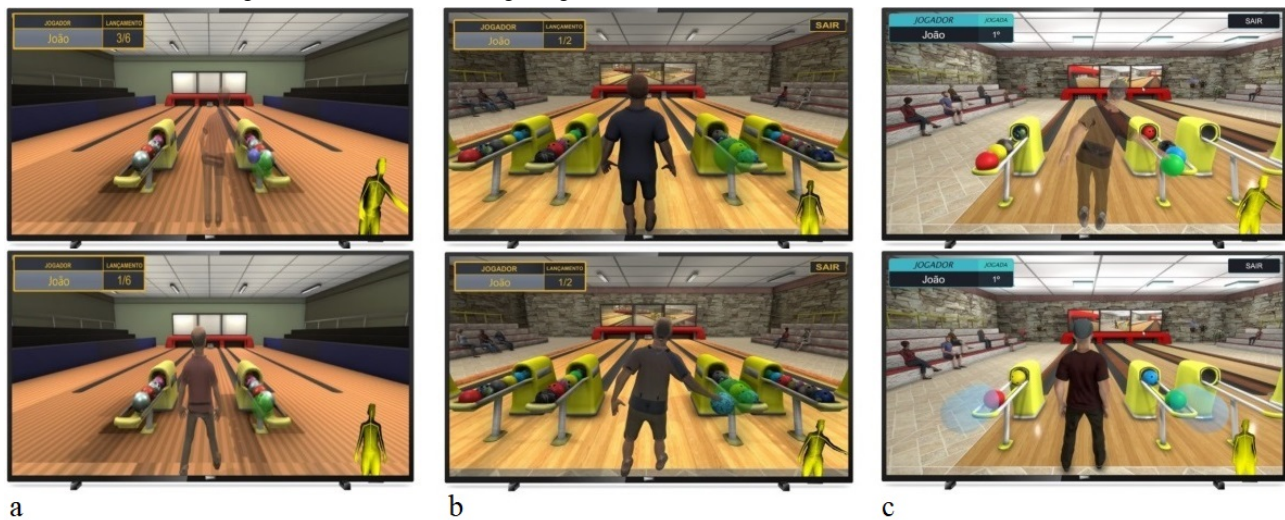 JOGADOR LANÇAMENTO
João 3/6
JOGADOR LANÇAMENTO SAIR
João 1/2
JOGADOR JOGADA SAIR
João 1º
JOGADOR LANÇAMENTO
João 1/6
JOGADOR LANÇAMENTO SAIR
João 1/2
JOGADOR JOGADA SAIR
João 1º
a b c